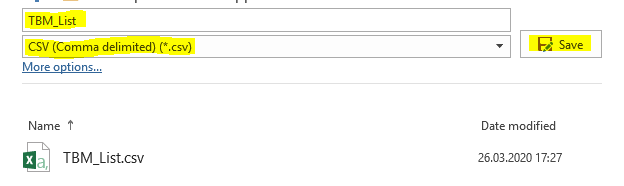 TBM_List
CSV (Comma delimited) (*.csv)
Save
More options...
Name ↑
Date modified
TBM_List.csv
26.03.2020 17:27